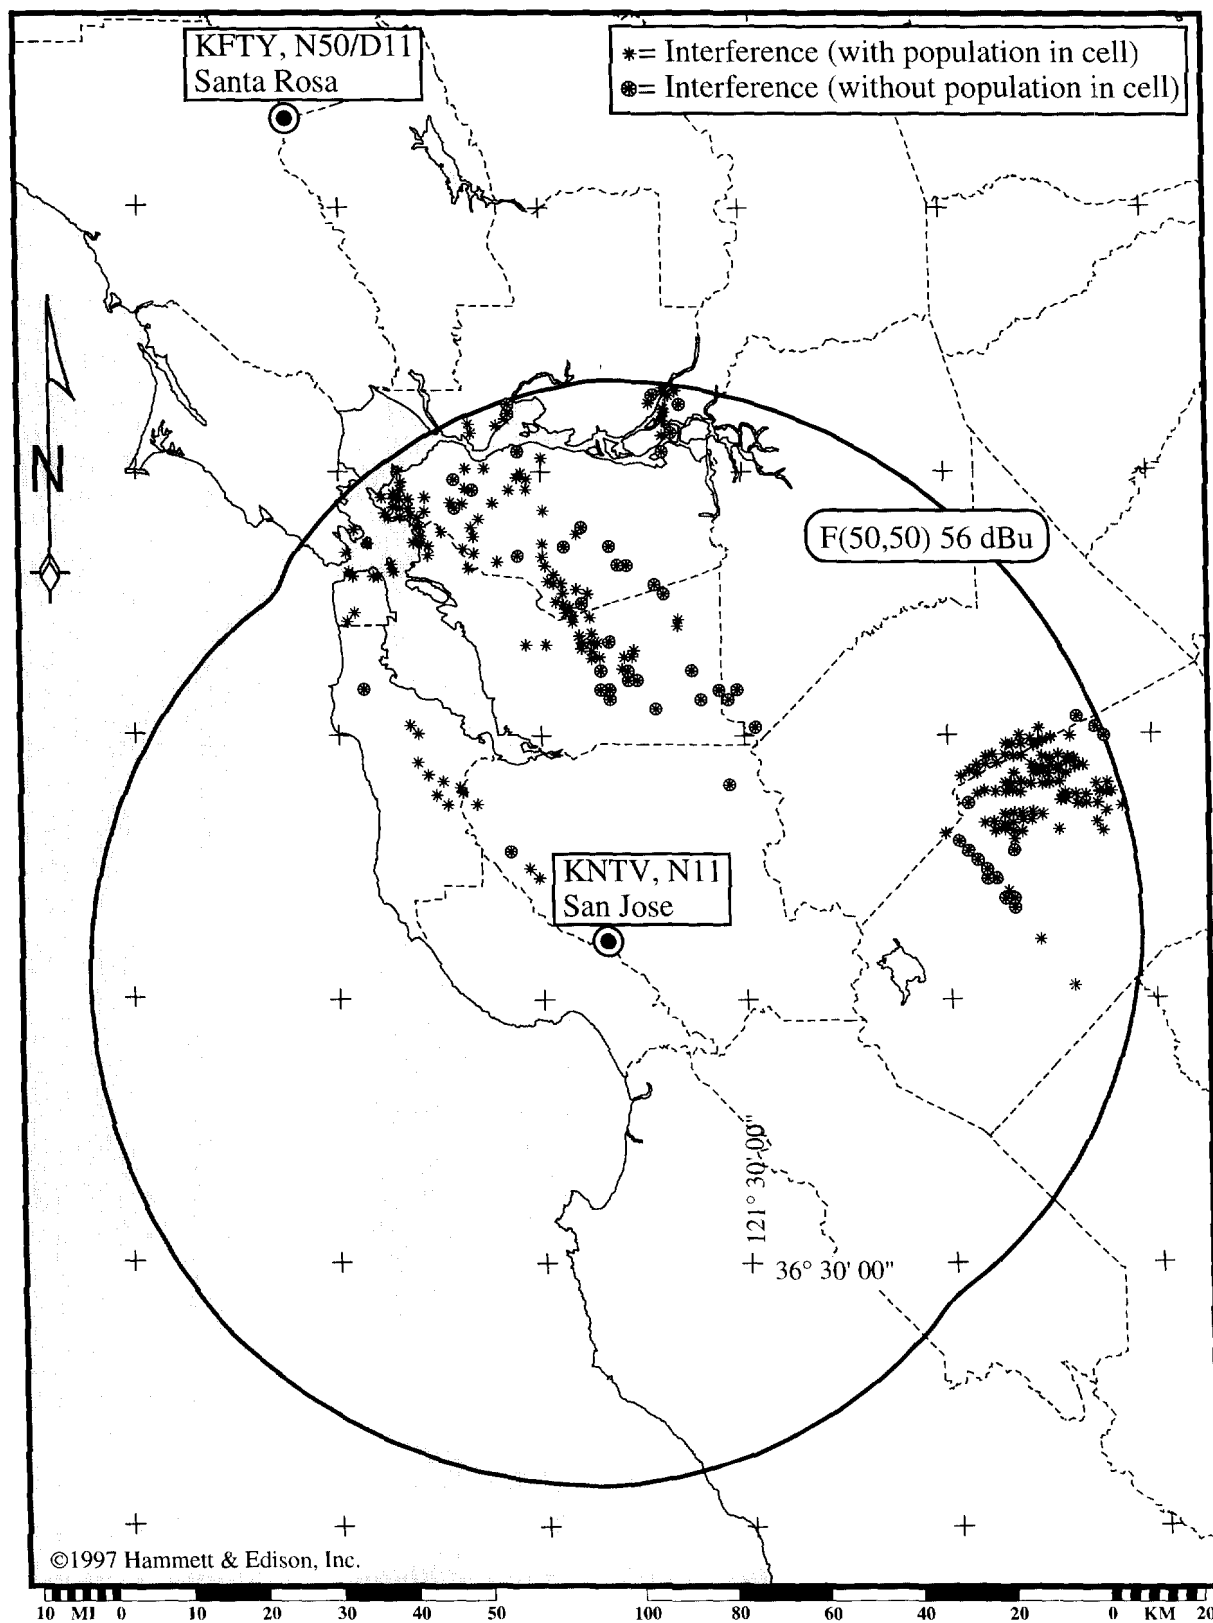 KFTY, N50/D11
Santa Rosa
*= Interference (with population in cell)
⊛= Interference (without population in cell)
N
F(50,50) 56 dBu
KNTV, N11
San Jose
121° 30' 00"
36° 30' 00"
©1997 Hammett & Edison, Inc.
10 MI 0 10 20 30 40 50 100 80 60 40 20 0 KM 20